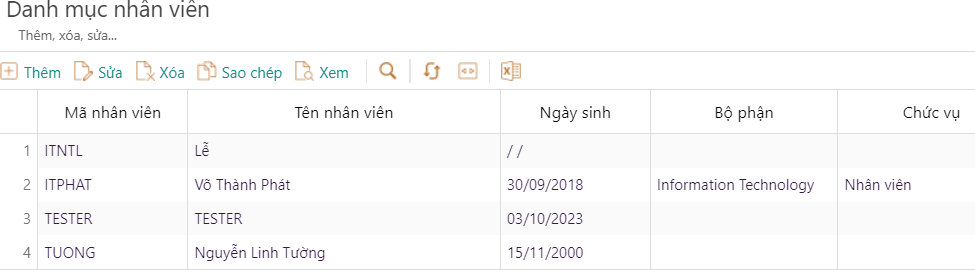 Danh mục nhân viên
Thêm, xóa, sửa...
Thêm Sửa Xóa Sao chép Xem
Mã nhân viên Tên nhân viên Ngày sinh Bộ phận Chức vụ
1 ITNTL Lễ / /
2 ITPHAT Võ Thành Phát 30/09/2018 Information Technology Nhân viên
3 TESTER TESTER 03/10/2023
4 TUONG Nguyễn Linh Tường 15/11/2000